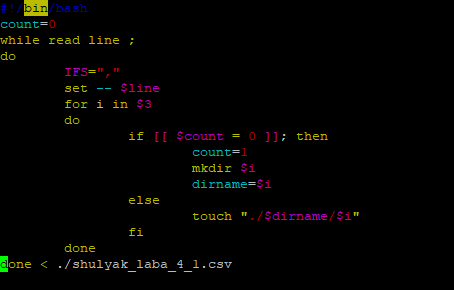 #!/bin/bash
count=0
while read line ;
do
        IFS=","
        set -- $line
        for i in $3
        do
                if [[ $count = 0 ]]; then
                        count=1
                        mkdir $i
                        dirname=$i
                else
                        touch "./$dirname/$i"
                fi
        done
done < ./shulyak_laba_4_1.csv